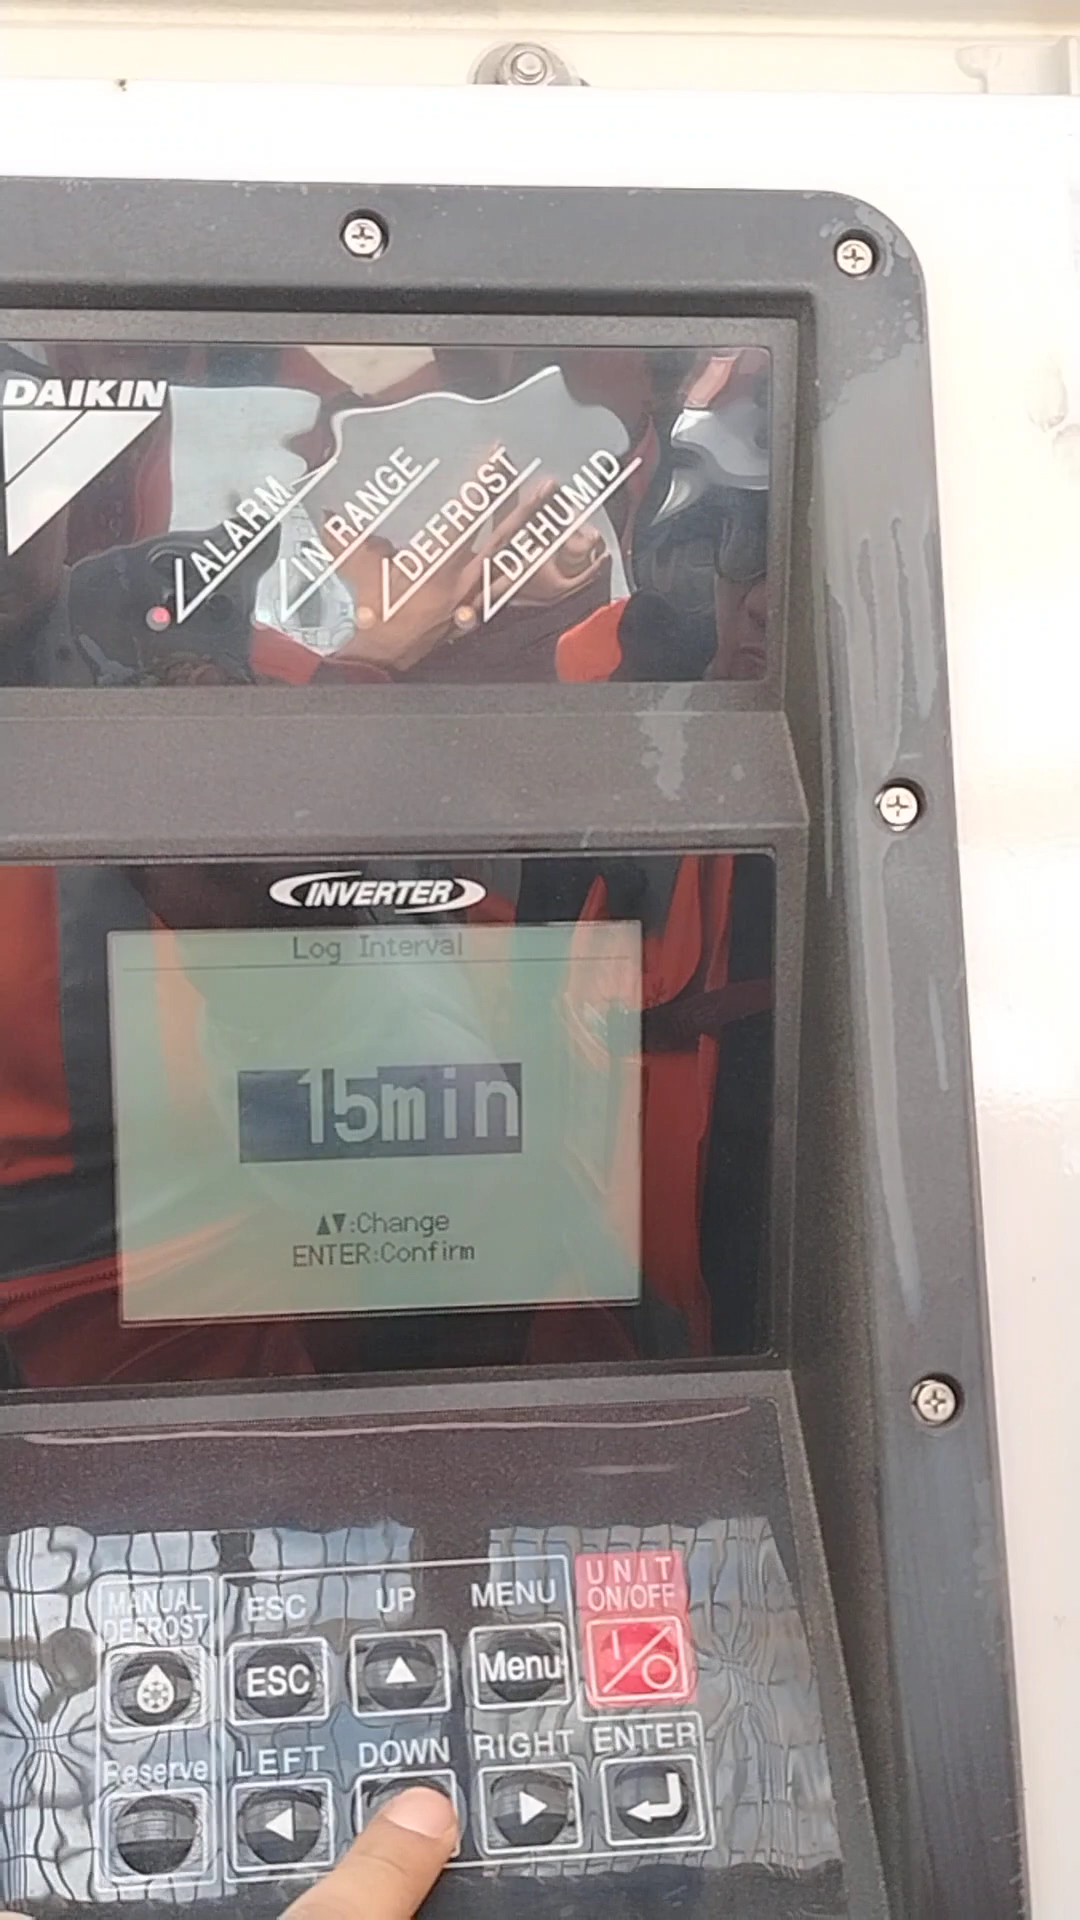 DAIKIN
ALARM
IN RANGE
DEFROST
DEHUMID
INVERTER
Log Interval
15min
▲▼:Change
ENTER:Confirm
MANUAL DEFROST
ESC
UP
MENU
UNIT ON/OFF
ESC
▲
Menu
I/O
Reserve
LEFT
DOWN
RIGHT
ENTER